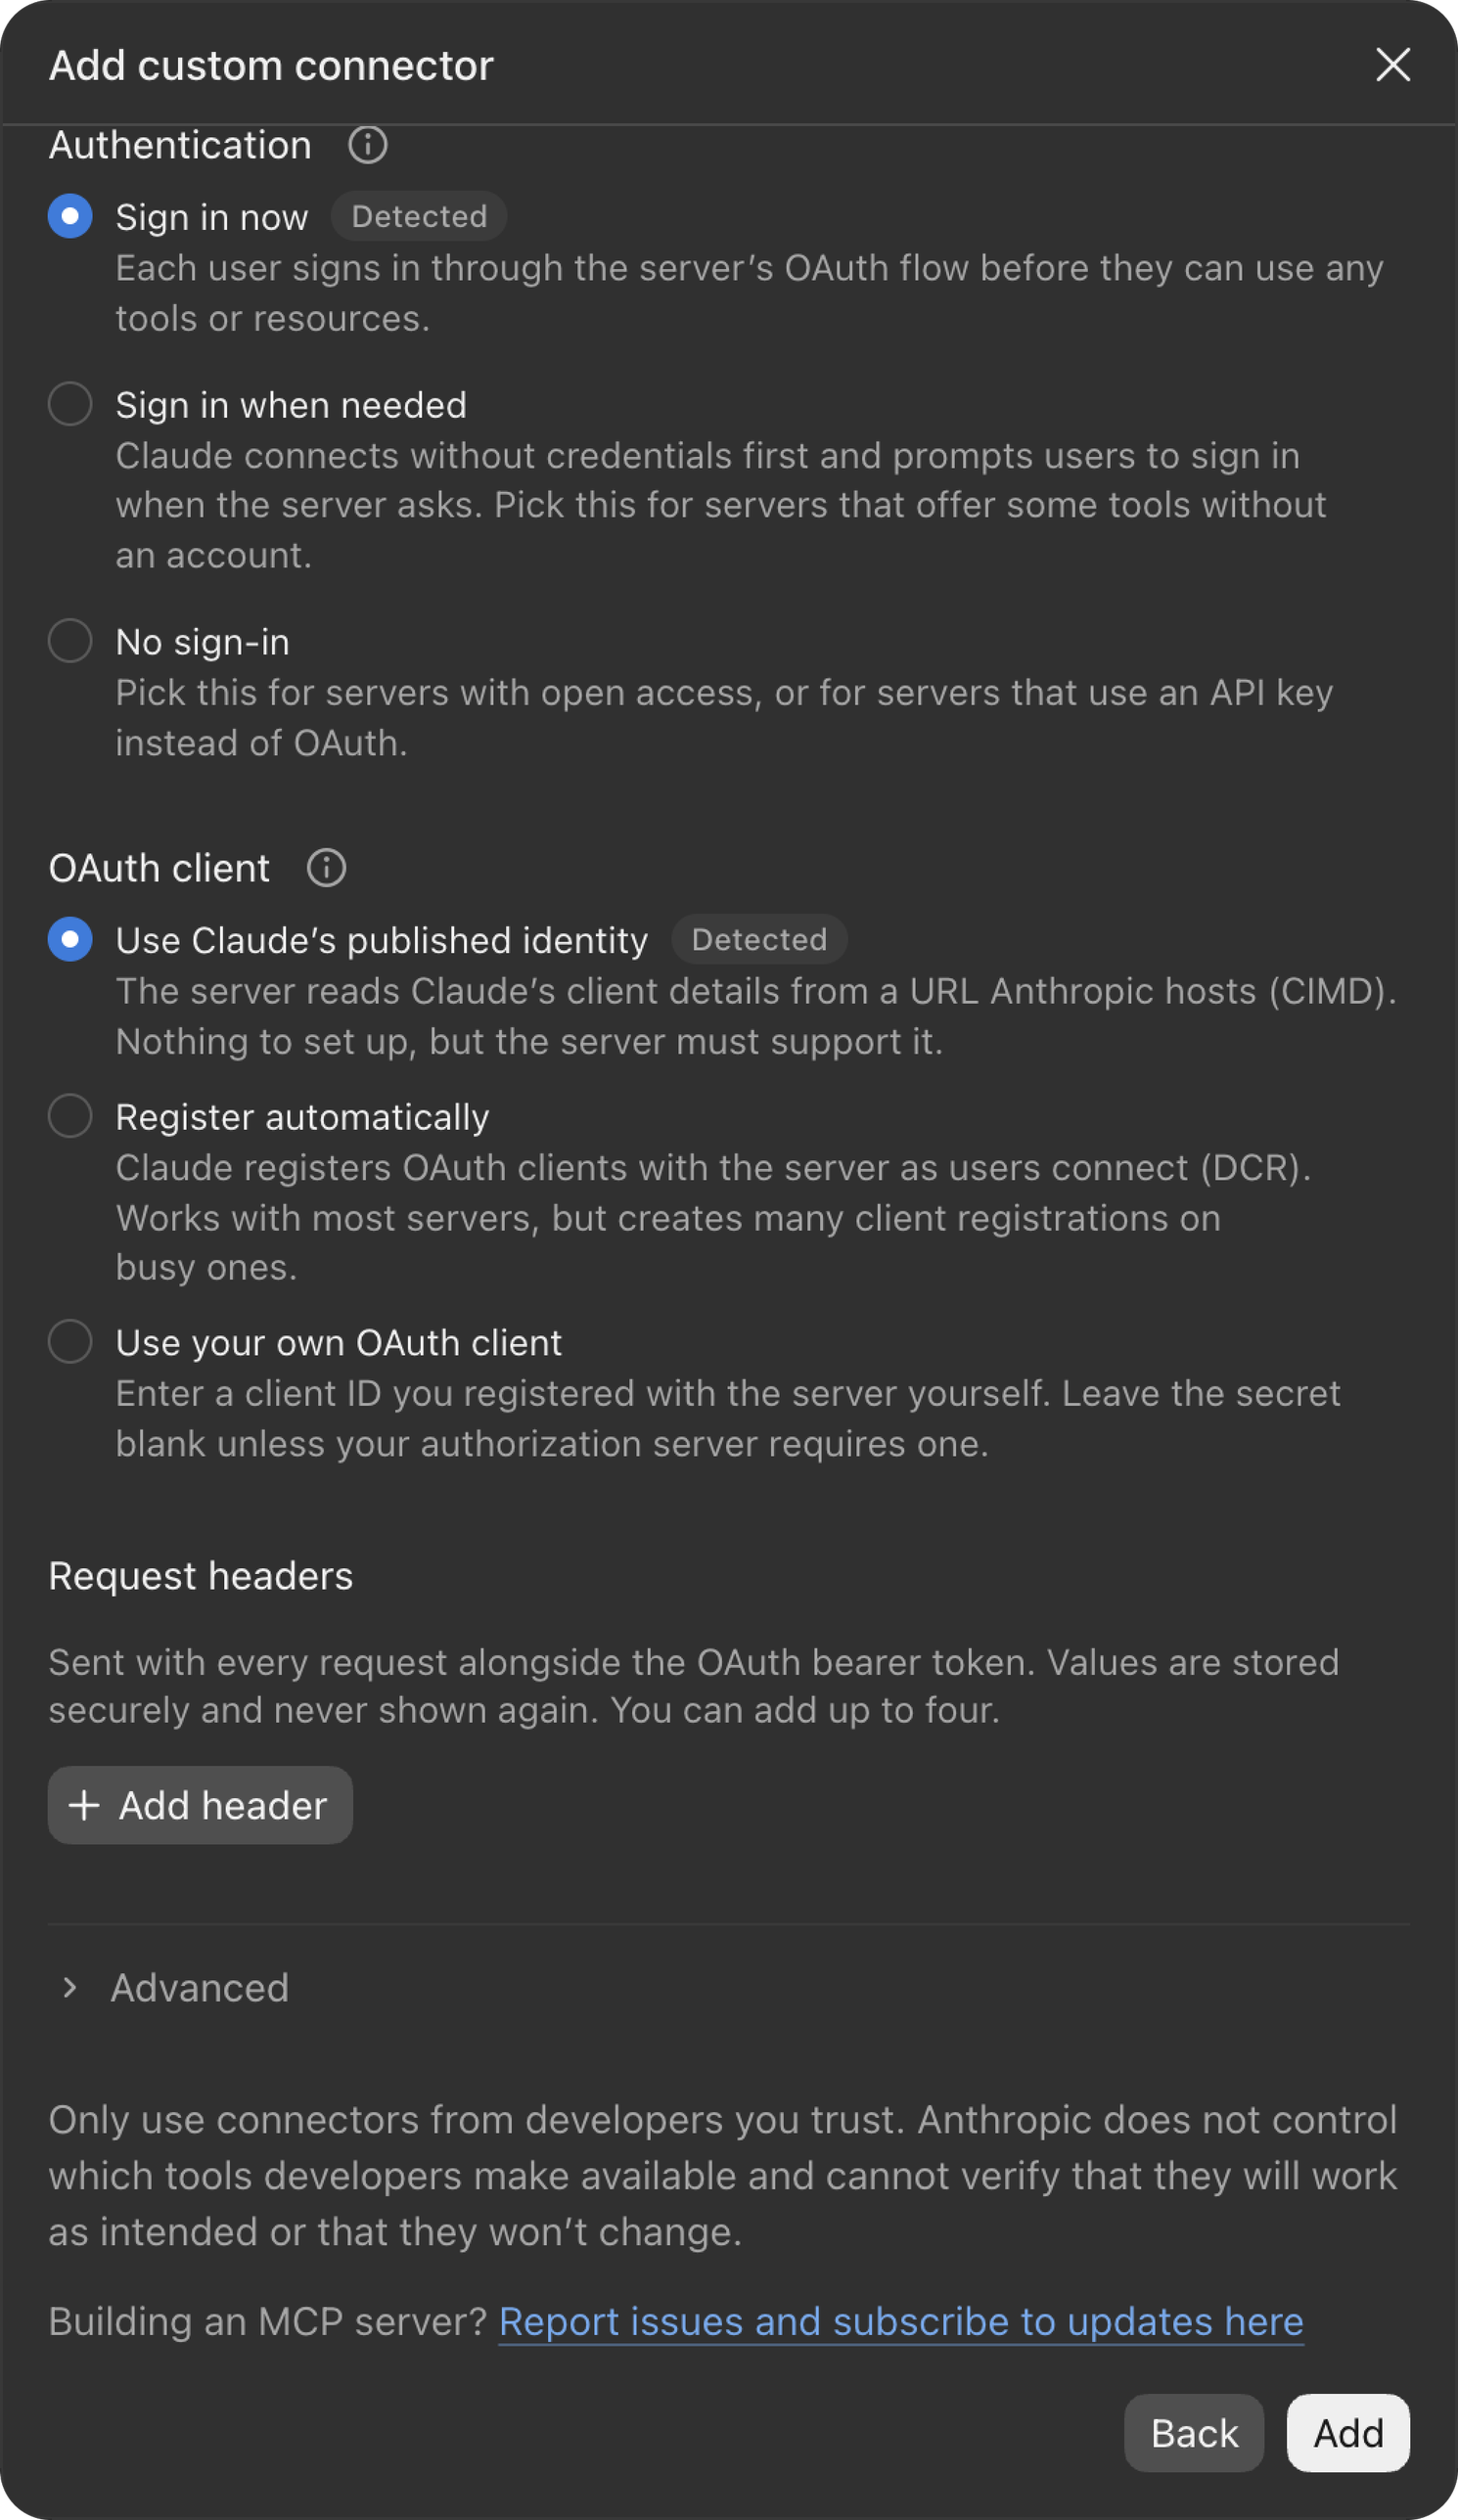 Add custom connector
Authentication
Sign in now Detected
Each user signs in through the server’s OAuth flow before they can use any
tools or resources.
Sign in when needed
Claude connects without credentials first and prompts users to sign in
when the server asks. Pick this for servers that offer some tools without
an account.
No sign-in
Pick this for servers with open access, or for servers that use an API key
instead of OAuth.
OAuth client
Use Claude’s published identity Detected
The server reads Claude’s client details from a URL Anthropic hosts (CIMD).
Nothing to set up, but the server must support it.
Register automatically
Claude registers OAuth clients with the server as users connect (DCR).
Works with most servers, but creates many client registrations on
busy ones.
Use your own OAuth client
Enter a client ID you registered with the server yourself. Leave the secret
blank unless your authorization server requires one.
Request headers
Sent with every request alongside the OAuth bearer token. Values are stored
securely and never shown again. You can add up to four.
+ Add header
Advanced
Only use connectors from developers you trust. Anthropic does not control
which tools developers make available and cannot verify that they will work
as intended or that they won’t change.
Building an MCP server? Report issues and subscribe to updates here
Back Add